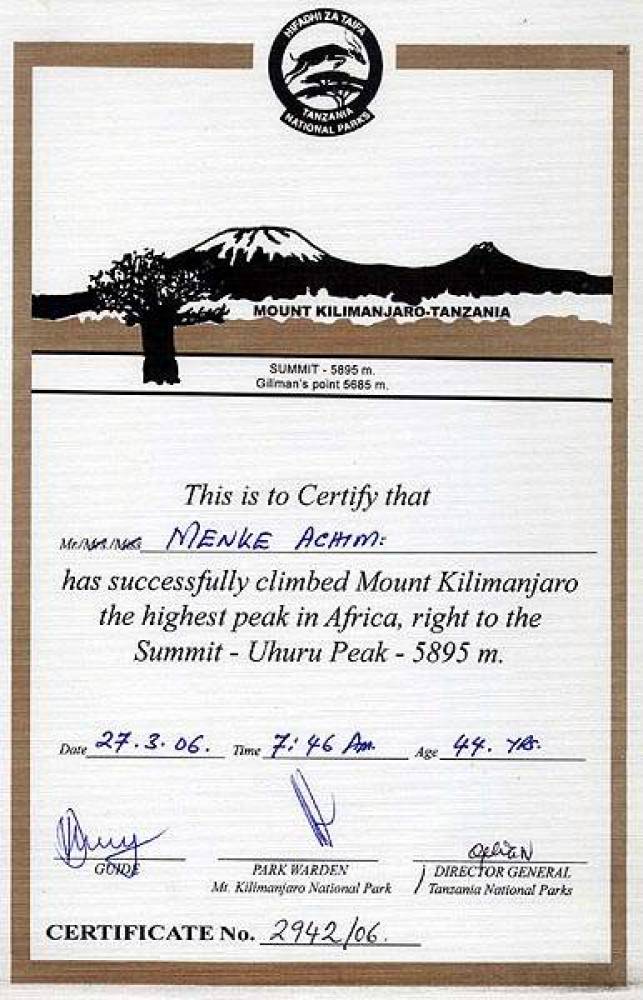 HIFADHI ZA TAIFA
TANZANIA
NATIONAL PARKS
MOUNT KILIMANJARO-TANZANIA
SUMMIT - 5895 m.
Gillman's point 5685 m.
This is to Certify that
Mr./Mrs./Miss MENKE ACHIM:
has successfully climbed Mount Kilimanjaro
the highest peak in Africa, right to the
Summit - Uhuru Peak - 5895 m.
Date 27.3.06. Time 7:46 Am. Age 44. YRS.
GUIDE
PARK WARDEN
Mt. Kilimanjaro National Park
DIRECTOR GENERAL
Tanzania National Parks
CERTIFICATE No. 2942/06.